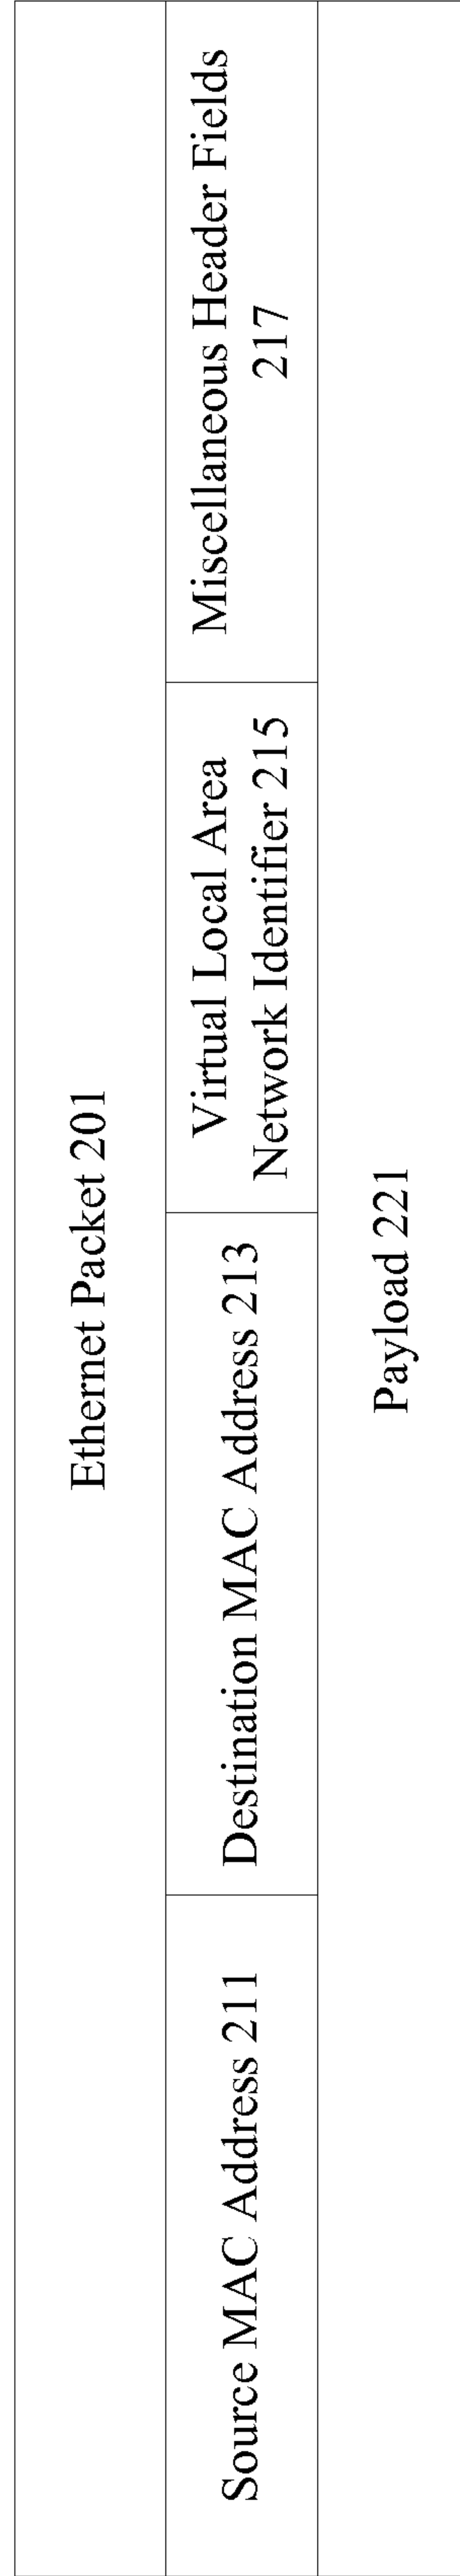 Ethernet Packet 201
Source MAC Address 211
Destination MAC Address 213
Virtual Local Area
Network Identifier 215
Miscellaneous Header Fields
217
Payload 221